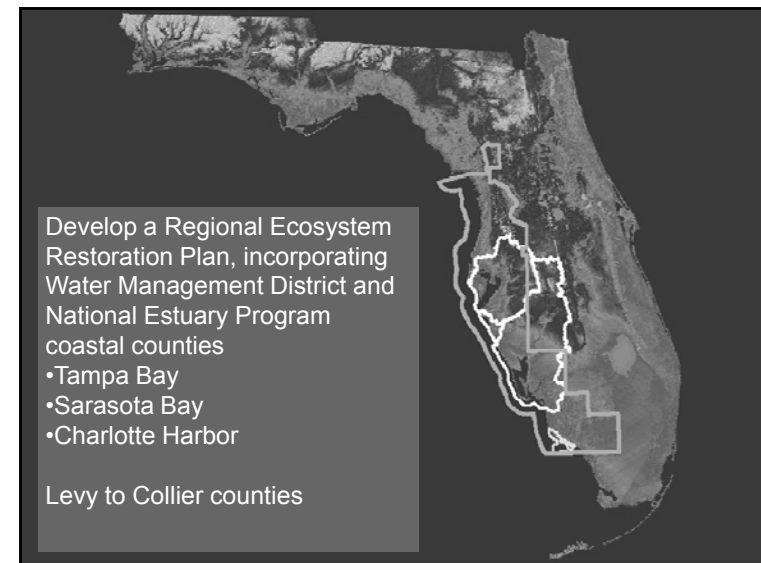 Develop a Regional Ecosystem
Restoration Plan, incorporating
Water Management District and
National Estuary Program
coastal counties
•Tampa Bay
•Sarasota Bay
•Charlotte Harbor
Levy to Collier counties